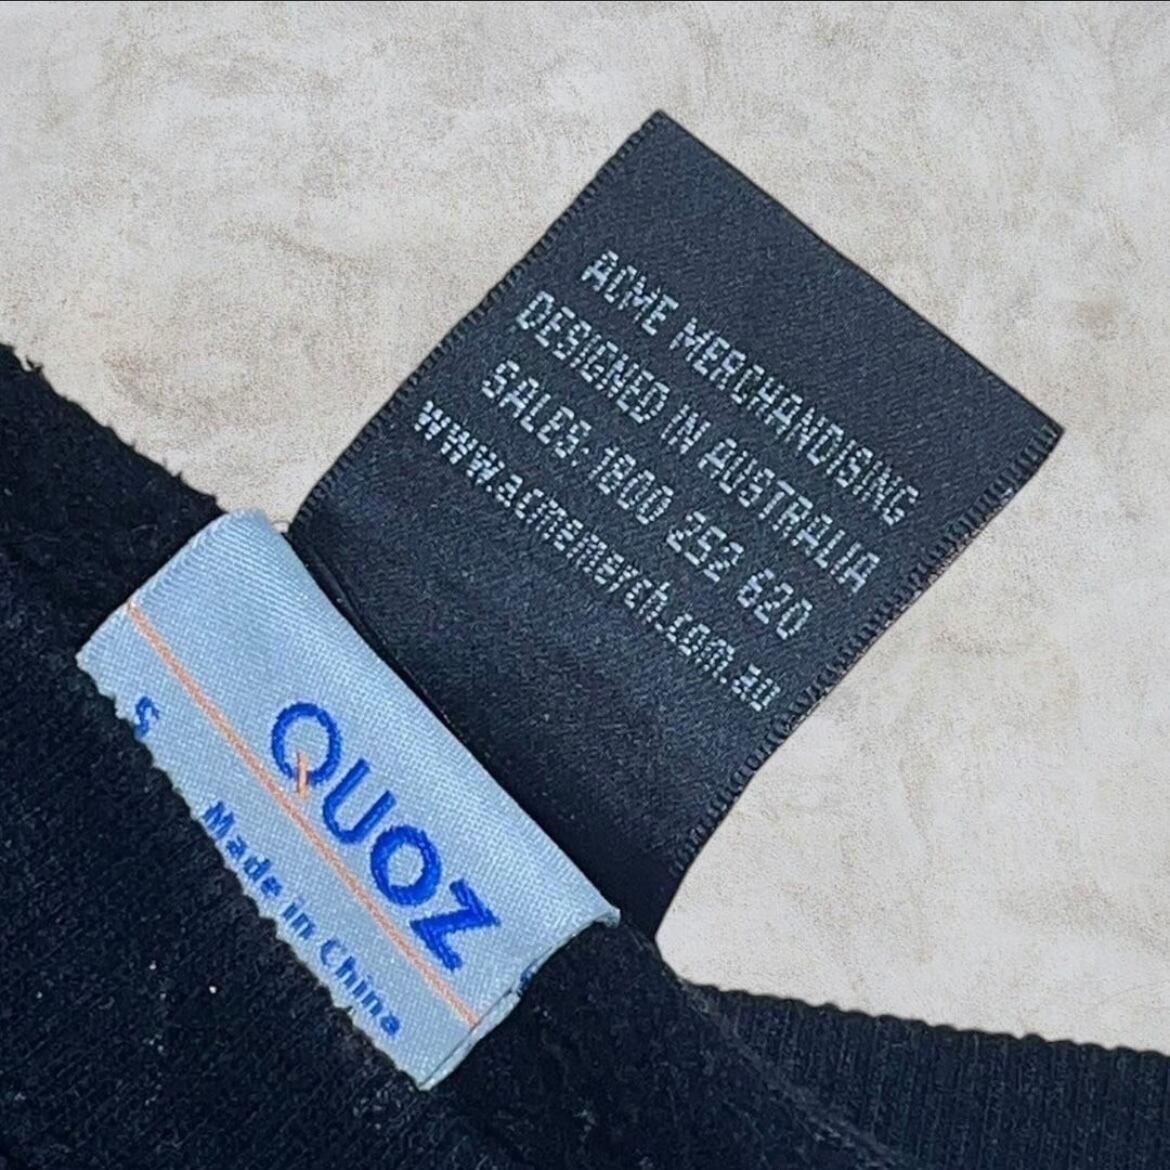 ACME MERCHANDISING
DESIGNED IN AUSTRALIA
SALES: 1800 252 620
www.acmemerch.com.au
QUOZ
S
Made in China